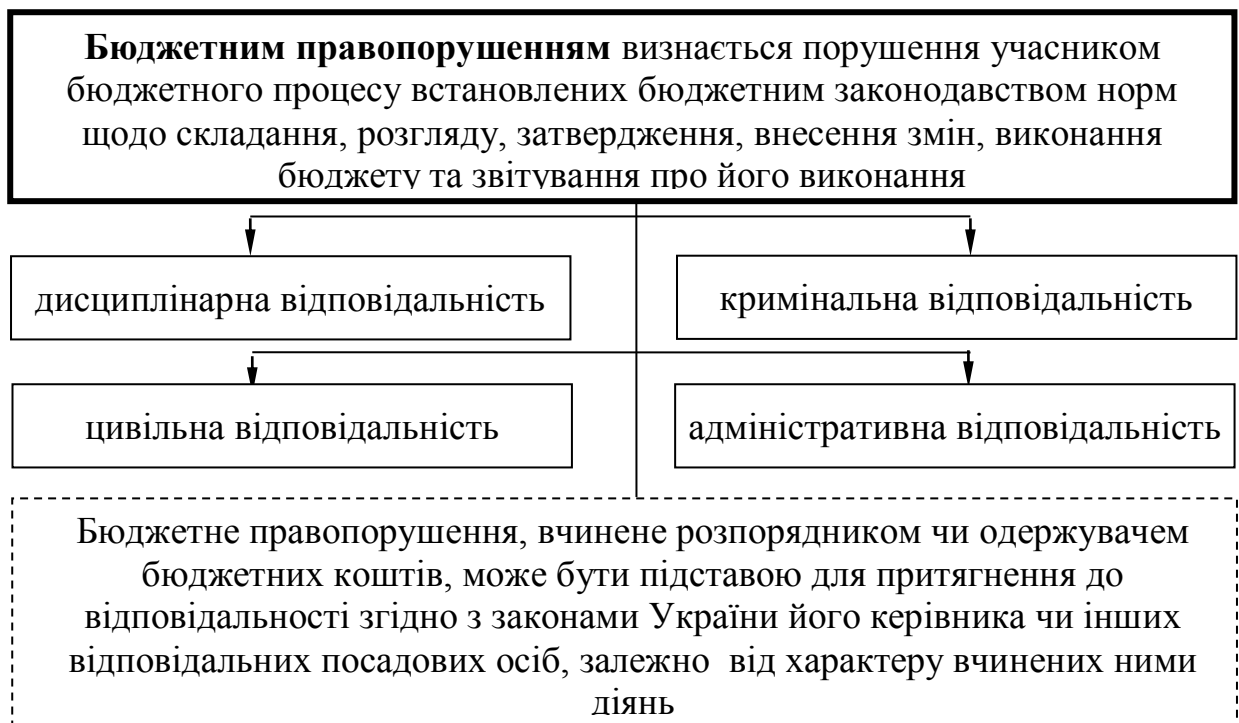 Бюджетним правопорушенням визнається порушення учасником
бюджетного процесу встановлених бюджетним законодавством норм
щодо складання, розгляду, затвердження, внесення змін, виконання
бюджету та звітування про його виконання
дисциплінарна відповідальність
кримінальна відповідальність
цивільна відповідальність
адміністративна відповідальність
Бюджетне правопорушення, вчинене розпорядником чи одержувачем
бюджетних коштів, може бути підставою для притягнення до
відповідальності згідно з законами України його керівника чи інших
відповідальних посадових осіб, залежно від характеру вчинених ними
діянь